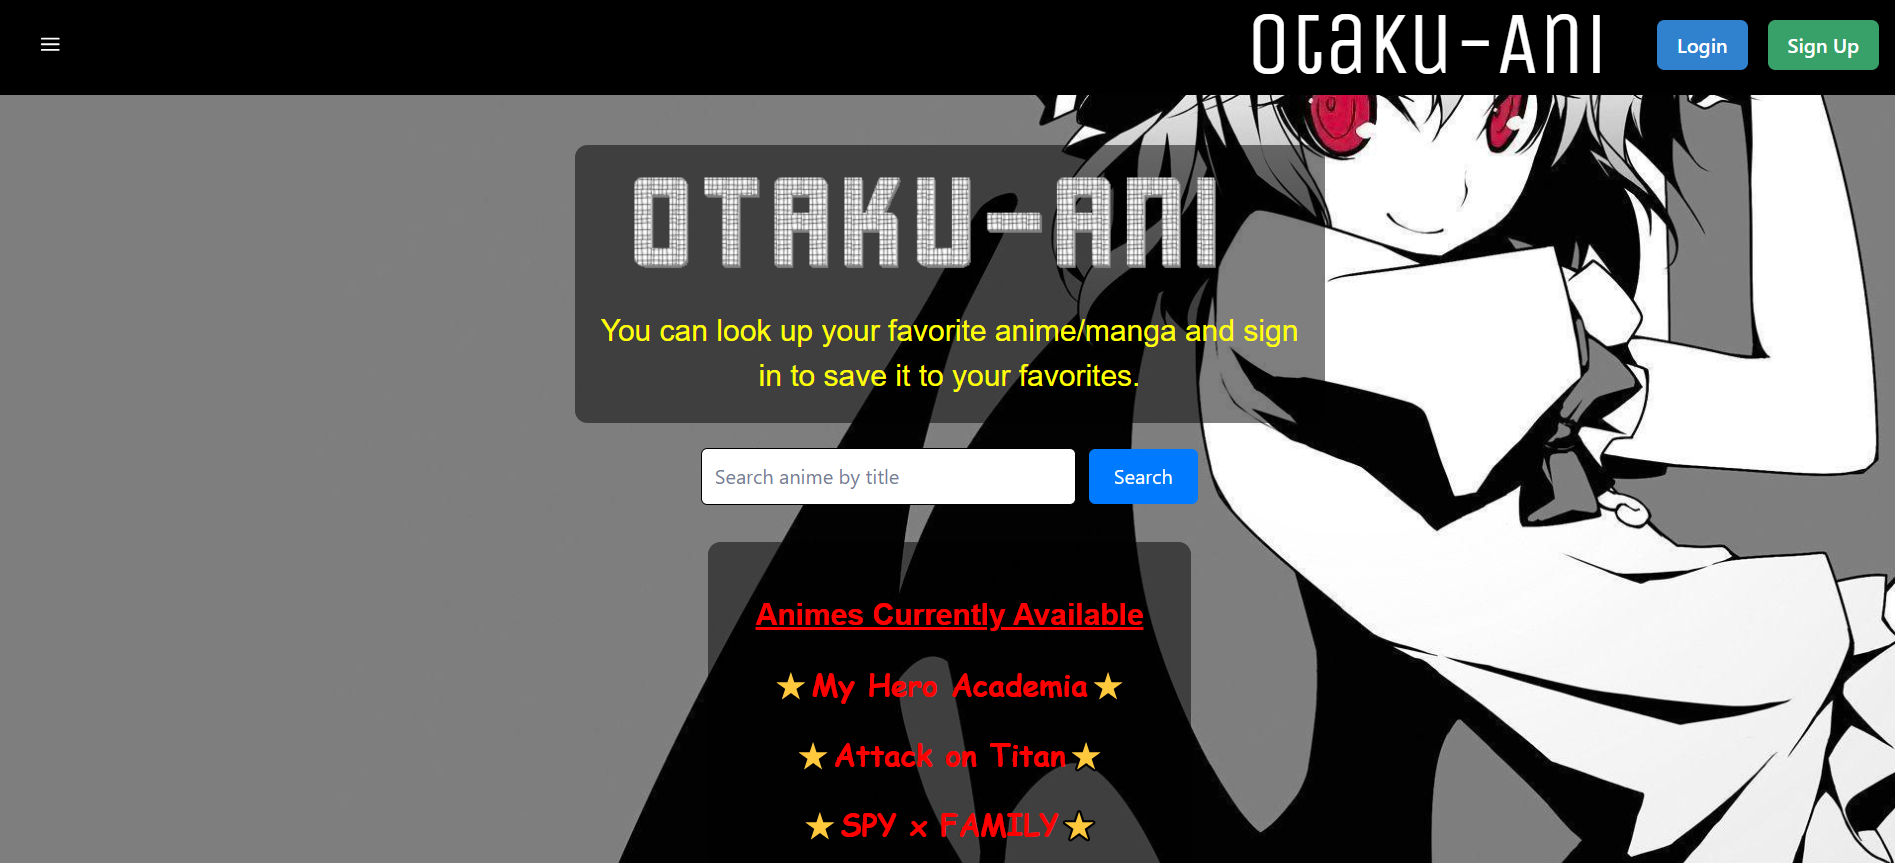 Otaku-Ani
Login
Sign Up
OTAKU-ANI
You can look up your favorite anime/manga and sign
in to save it to your favorites.
Search anime by title
Search
Animes Currently Available
⭐My Hero Academia⭐
⭐Attack on Titan⭐
⭐SPY x FAMILY⭐